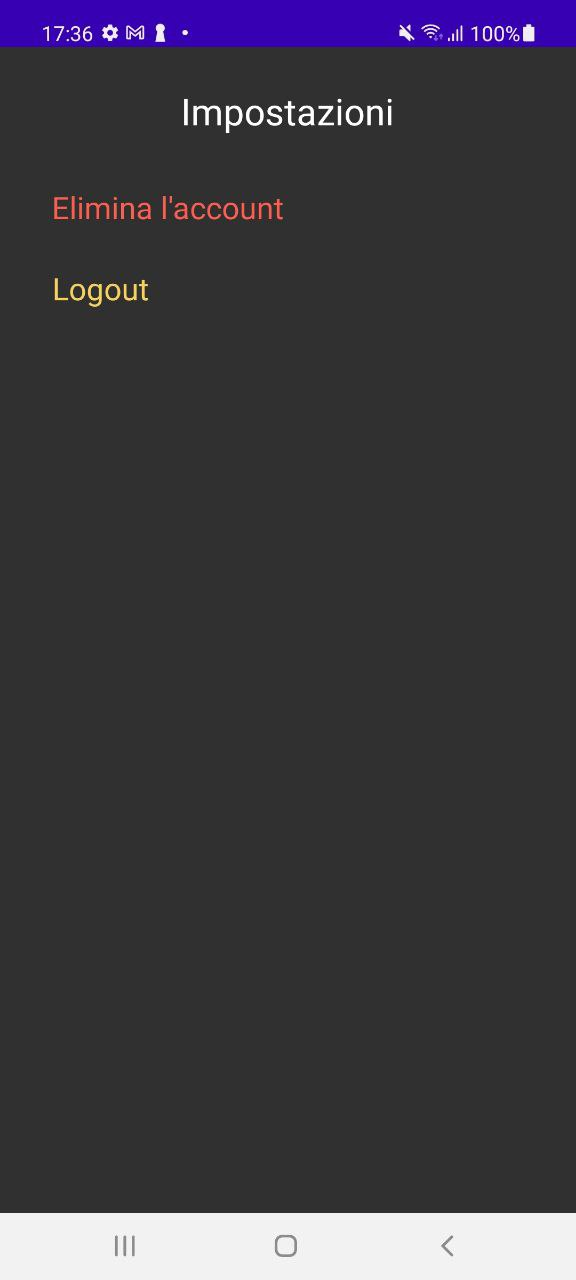 17:36 100%
Impostazioni
Elimina l'account
Logout